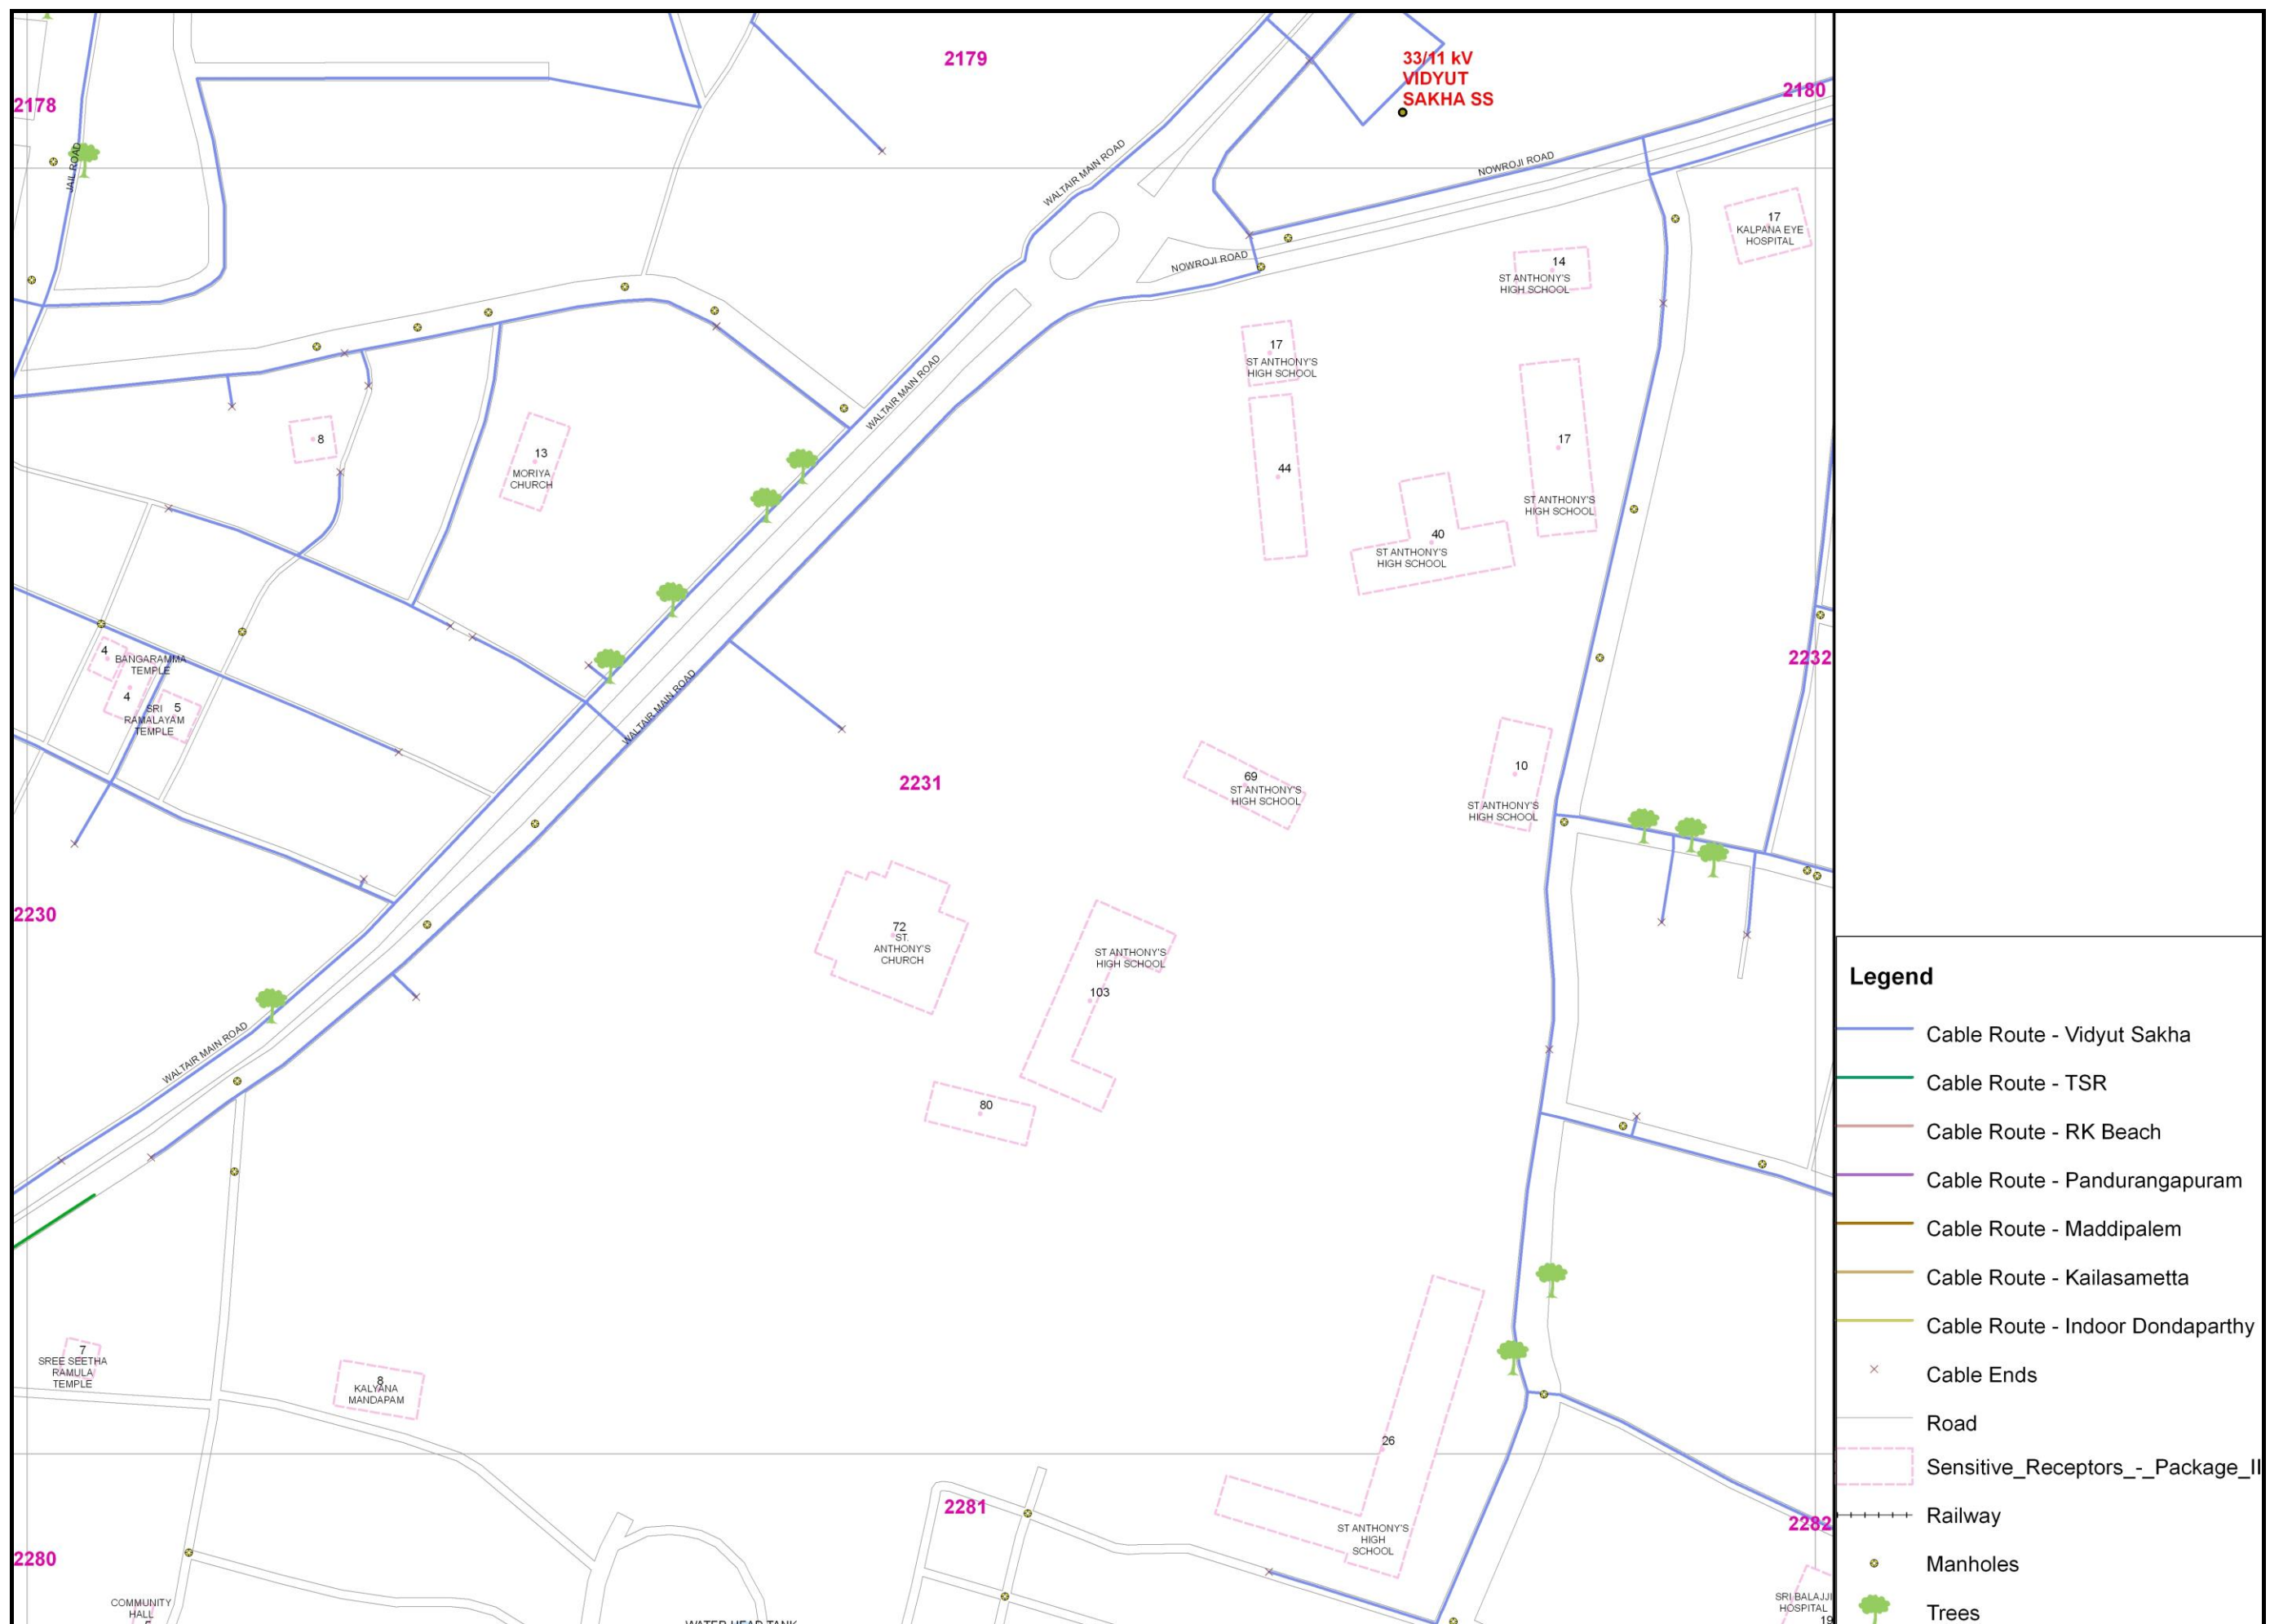 2179
33/11 kV
VIDYUT
SAKHA SS
2178
2180
JAIL ROAD
WALTAIR MAIN ROAD
NOWROJI ROAD
17
KALPANA EYE
HOSPITAL
NOWROJI ROAD
14
ST ANTHONY'S
HIGH SCHOOL
17
ST ANTHONY'S
HIGH SCHOOL
WALTAIR MAIN ROAD
8
13
MORIYA
CHURCH
44
17
ST ANTHONY'S
HIGH SCHOOL
40
ST ANTHONY'S
HIGH SCHOOL
4
BANGARAMMA
TEMPLE
4
5
SRI
RAMALAYAM
TEMPLE
WALTAIR MAIN ROAD
2232
2231
69
ST ANTHONY'S
HIGH SCHOOL
10
ST ANTHONY'S
HIGH SCHOOL
2230
72
ST.
ANTHONY'S
CHURCH
ST ANTHONY'S
HIGH SCHOOL
103
WALTAIR MAIN ROAD
80
7
SREE SEETHA
RAMULA
TEMPLE
8
KALYANA
MANDAPAM
26
2281
ST ANTHONY'S
HIGH
SCHOOL
2282
2280
COMMUNITY
HALL
WATER HEAD TANK
SRI BALAJJI
HOSPITAL
19
Legend
Cable Route - Vidyut Sakha
Cable Route - TSR
Cable Route - RK Beach
Cable Route - Pandurangapuram
Cable Route - Maddipalem
Cable Route - Kailasametta
Cable Route - Indoor Dondaparthy
Cable Ends
Road
Sensitive_Receptors_-_Package_II
Railway
Manholes
Trees